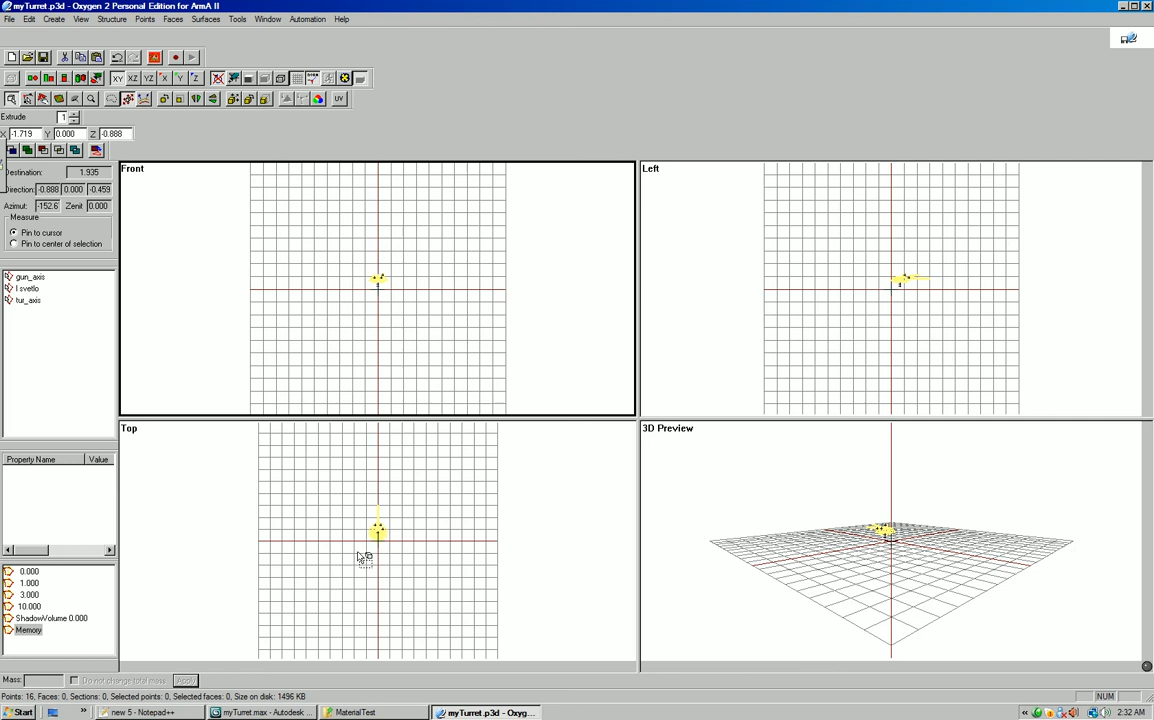 myTurret.p3d - Oxygen 2 Personal Edition for ArmA II
File Edit Create View Structure Points Faces Surfaces Tools Window Automation Help
XY XZ YZ X Y Z
UV
Extrude 1
X -1.719 Y 0.000 Z -0.888
Destination: 1.935
Direction: -0.888 0.000 -0.459
Azimut: -152.6 Zenit 0.000
Measure
Pin to cursor
Pin to center of selection
gun_axis
l svetlo
tur_axis
Property Name Value
0.000
1.000
3.000
10.000
ShadowVolume 0.000
Memory
Front
Left
Top
3D Preview
Mass: Do not change total mass Apply
Points: 16, Faces: 0, Sections: 0, Selected points: 0, Selected faces: 0, Size on disk: 1496 KB
NUM
Start » new 5 - Notepad++ myTurret.max - Autodesk ... MaterialTest myTurret.p3d - Oxyg... « 2:32 AM